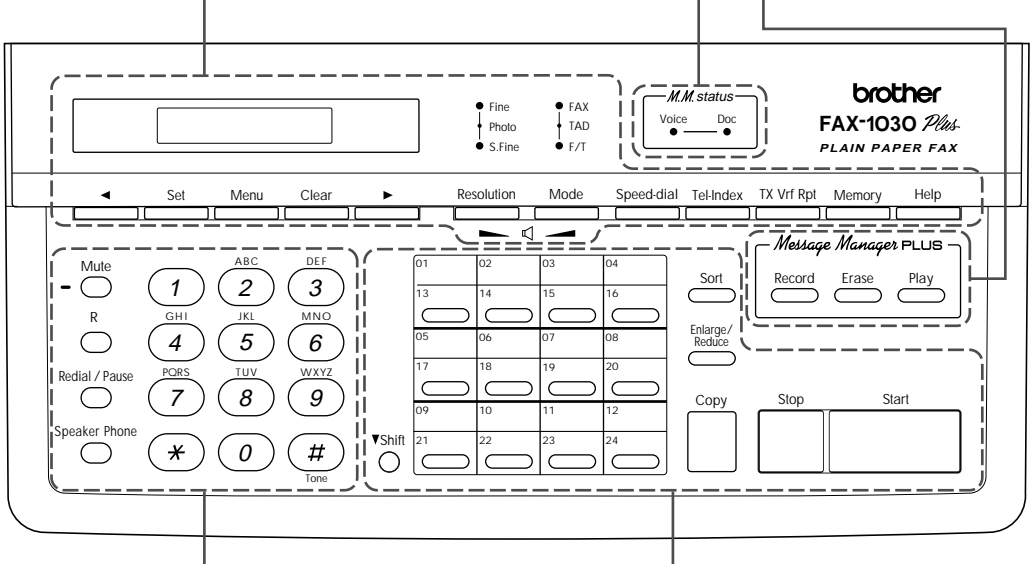 M.M. status
Voice Doc
brother
FAX-1030 Plus
PLAIN PAPER FAX
Fine FAX
Photo TAD
S.Fine F/T
◄ Set Menu Clear ► Resolution Mode Speed-dial Tel-Index TX Vrf Rpt Memory Help
Message Manager PLUS
Record Erase Play
Mute
R
Redial / Pause
Speaker Phone
1 ABC 2 DEF 3
GHI 4 JKL 5 MNO 6
PQRS 7 TUV 8 WXYZ 9
* 0 #
Tone
01 02 03 04
13 14 15 16
05 06 07 08
17 18 19 20
09 10 11 12
21 22 23 24
▼Shift
Sort
Enlarge/
Reduce
Copy Stop Start